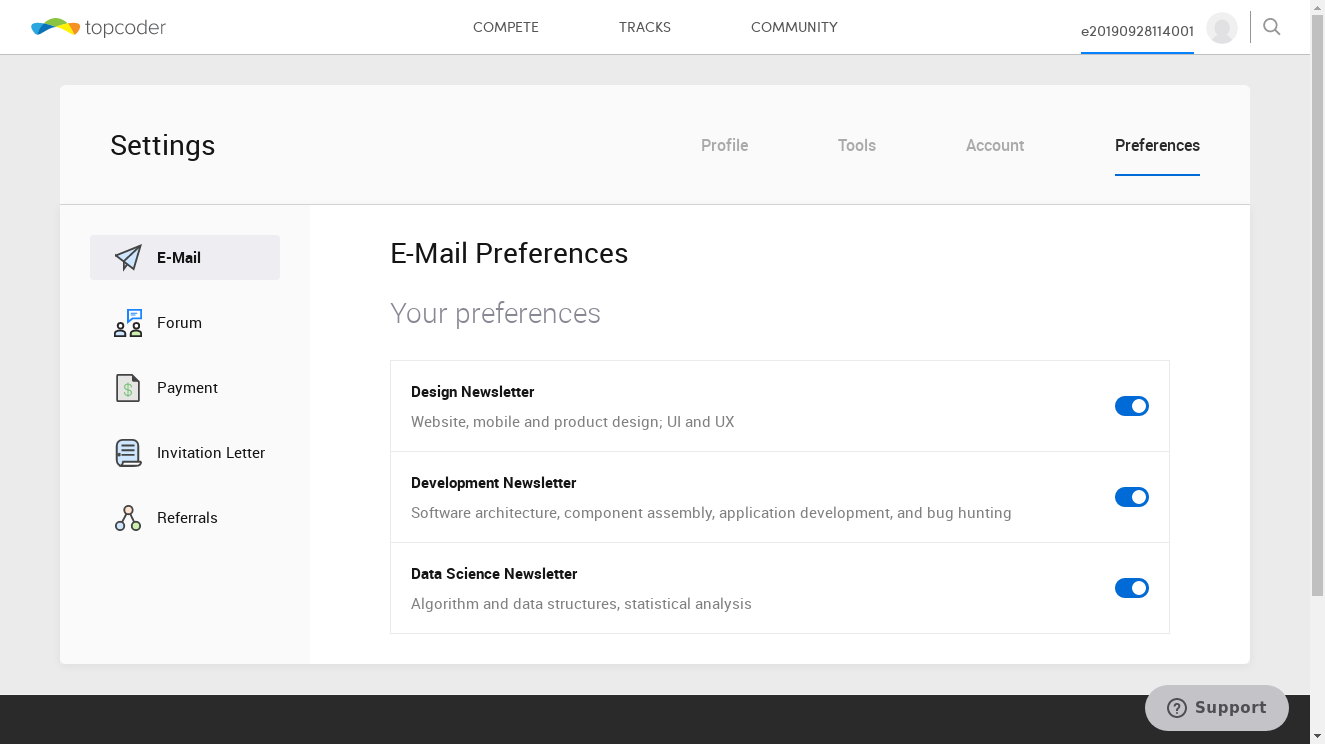 topcoder
COMPETE
TRACKS
COMMUNITY
e20190928114001
Settings
Profile
Tools
Account
Preferences
E-Mail
Forum
Payment
Invitation Letter
Referrals
E-Mail Preferences
Your preferences
Design Newsletter
Website, mobile and product design; UI and UX
Development Newsletter
Software architecture, component assembly, application development, and bug hunting
Data Science Newsletter
Algorithm and data structures, statistical analysis
Support